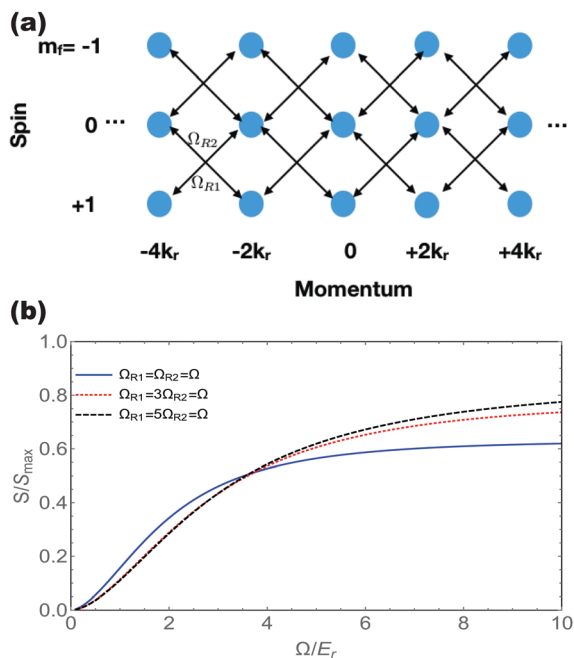 (a)
m_f= -1
Spin
0 ... ...
Ω_R2
Ω_R1
+1
-4k_r -2k_r 0 +2k_r +4k_r
Momentum
(b)
1.0
Ω_R1=Ω_R2=Ω
Ω_R1=3Ω_R2=Ω
Ω_R1=5Ω_R2=Ω
0.8
0.6
S/S_max
0.4
0.2
0.0
0 2 4 6 8 10
Ω/E_r